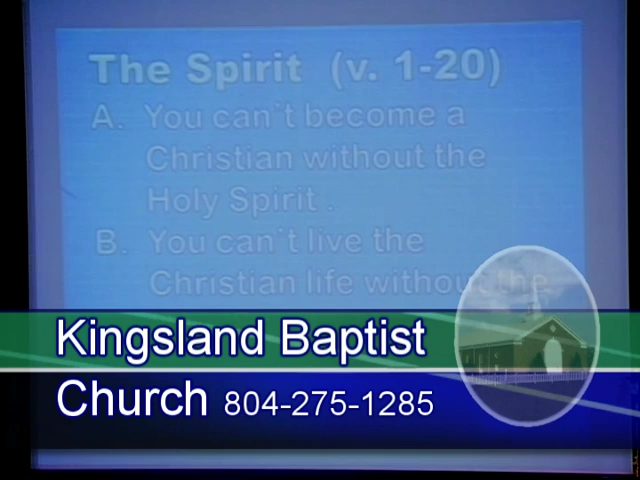 The Spirit (v. 1-20)
A. You can't become a
Christian without the
Holy Spirit .
B. You can't live the
Christian life without the
Kingsland Baptist
Church 804-275-1285